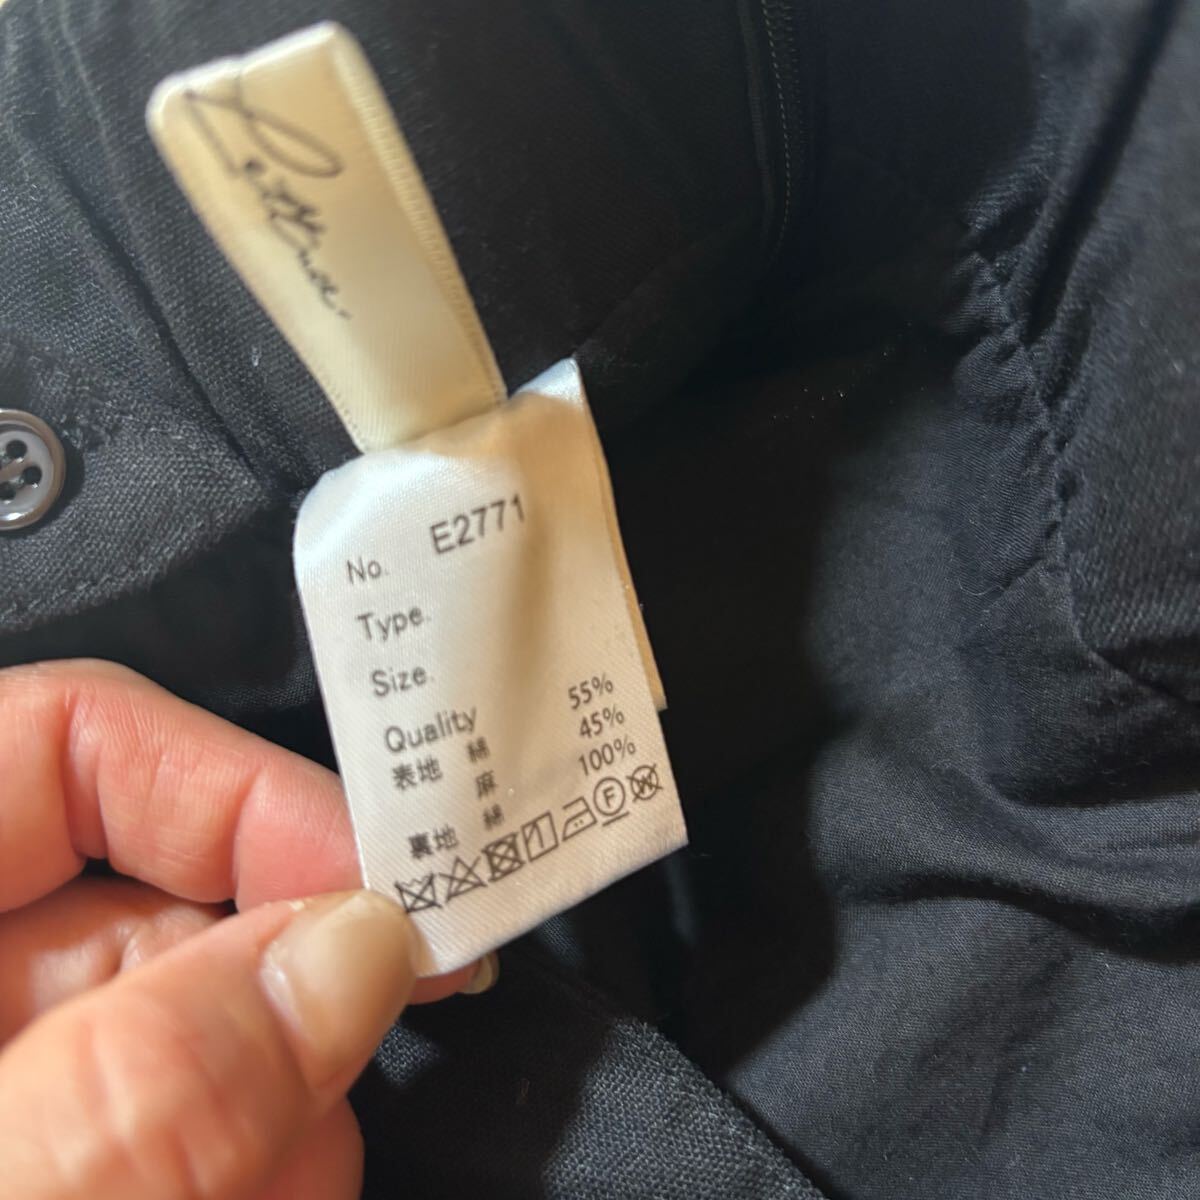 No. E2771
Type.
Size.
Quality
表地 綿 55%
麻 45%
裏地 綿 100%
F W